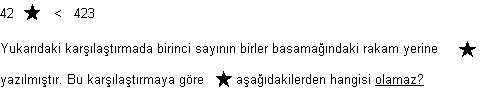 42 ★ < 423
Yukarıdaki karşılaştırmada birinci sayının birler basamağındaki rakam yerine ★
yazılmıştır. Bu karşılaştırmaya göre ★ aşağıdakilerden hangisi olamaz?